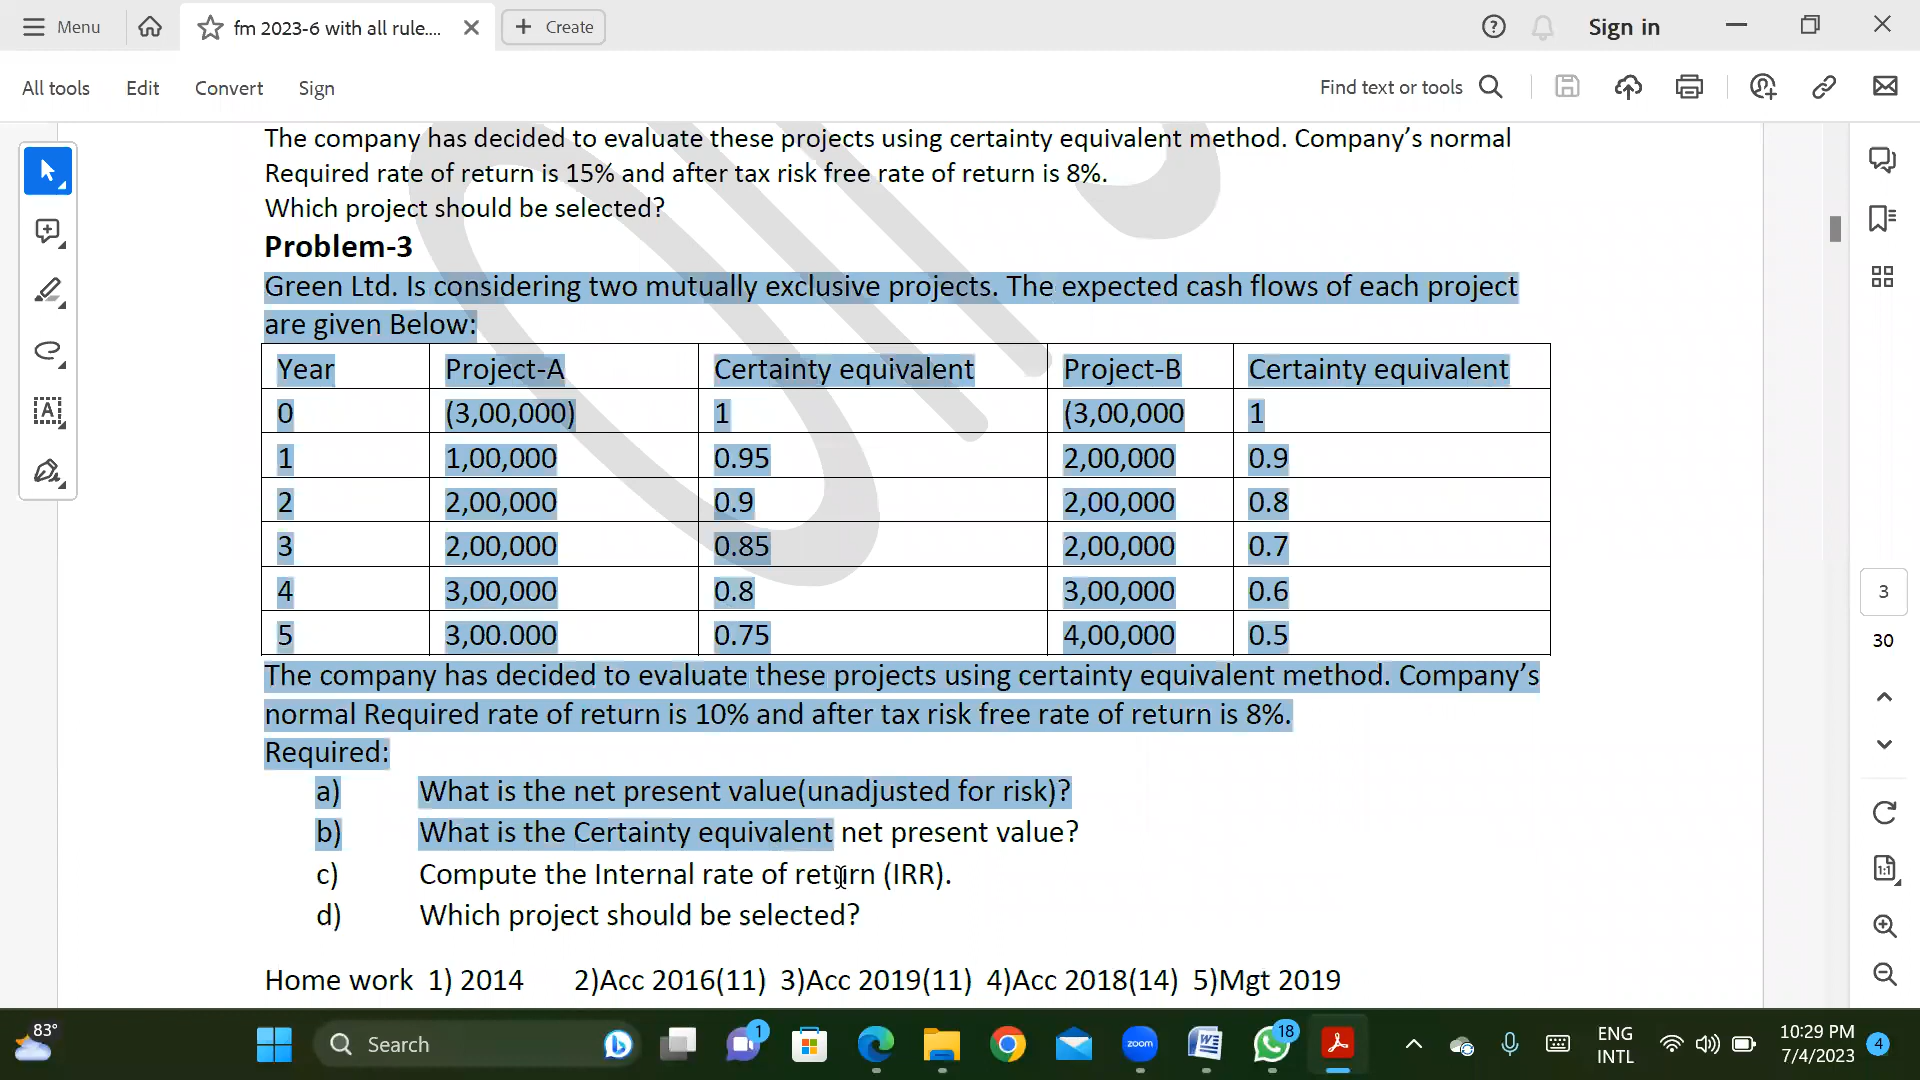 Menu
fm 2023-6 with all rule....
Create
Sign in
All tools Edit Convert Sign
Find text or tools
The company has decided to evaluate these projects using certainty equivalent method. Company’s normal
Required rate of return is 15% and after tax risk free rate of return is 8%.
Which project should be selected?
Problem-3
Green Ltd. Is considering two mutually exclusive projects. The expected cash flows of each project
are given Below:
Year Project-A Certainty equivalent Project-B Certainty equivalent
0 (3,00,000) 1 (3,00,000 1
1 1,00,000 0.95 2,00,000 0.9
2 2,00,000 0.9 2,00,000 0.8
3 2,00,000 0.85 2,00,000 0.7
4 3,00,000 0.8 3,00,000 0.6
5 3,00.000 0.75 4,00,000 0.5
The company has decided to evaluate these projects using certainty equivalent method. Company’s
normal Required rate of return is 10% and after tax risk free rate of return is 8%.
Required:
a) What is the net present value(unadjusted for risk)?
b) What is the Certainty equivalent net present value?
c) Compute the Internal rate of return (IRR).
d) Which project should be selected?
Home work 1) 2014 2)Acc 2016(11) 3)Acc 2019(11) 4)Acc 2018(14) 5)Mgt 2019
3
30
1:1
83°
Search
1
zoom
18
ENG
INTL
10:29 PM
7/4/2023
4